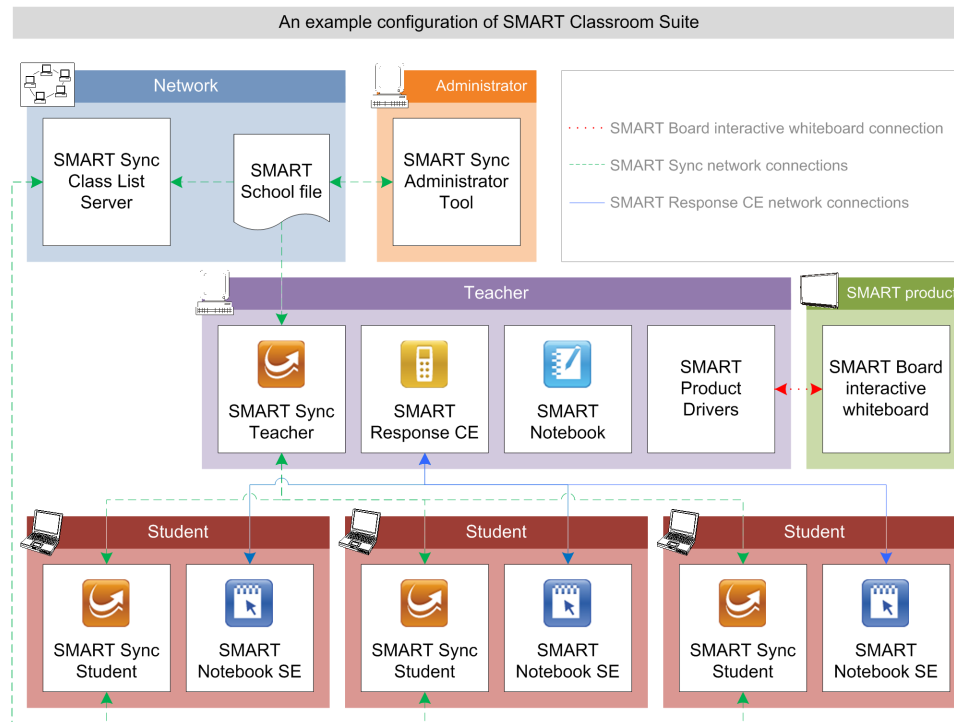 An example configuration of SMART Classroom Suite
Network
Administrator
SMART Sync
Class List
Server
SMART
School file
SMART Sync
Administrator
Tool
SMART Board interactive whiteboard connection
SMART Sync network connections
SMART Response CE network connections
Teacher
SMART product
SMART Sync
Teacher
SMART
Response CE
SMART
Notebook
SMART
Product
Drivers
SMART Board
interactive
whiteboard
Student
Student
Student
SMART Sync
Student
SMART
Notebook SE
SMART Sync
Student
SMART
Notebook SE
SMART Sync
Student
SMART
Notebook SE